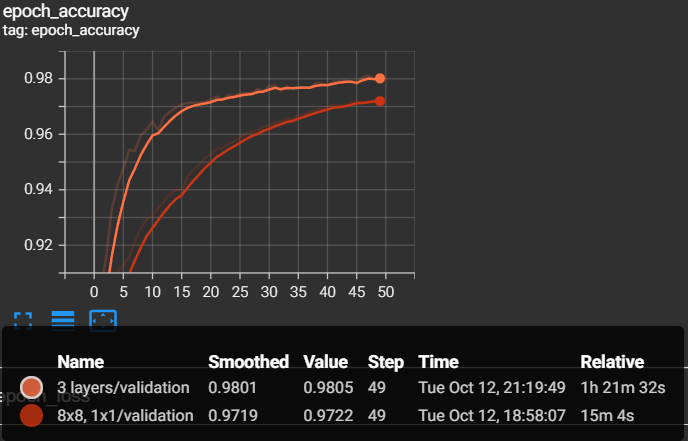 epoch_accuracy
tag: epoch_accuracy
0.98
0.96
0.94
0.92
0 5 10 15 20 25 30 35 40 45 50
Name Smoothed Value Step Time Relative
3 layers/validation 0.9801 0.9805 49 Tue Oct 12, 21:19:49 1h 21m 32s
epoch_loss
8x8, 1x1/validation 0.9719 0.9722 49 Tue Oct 12, 18:58:07 15m 4s